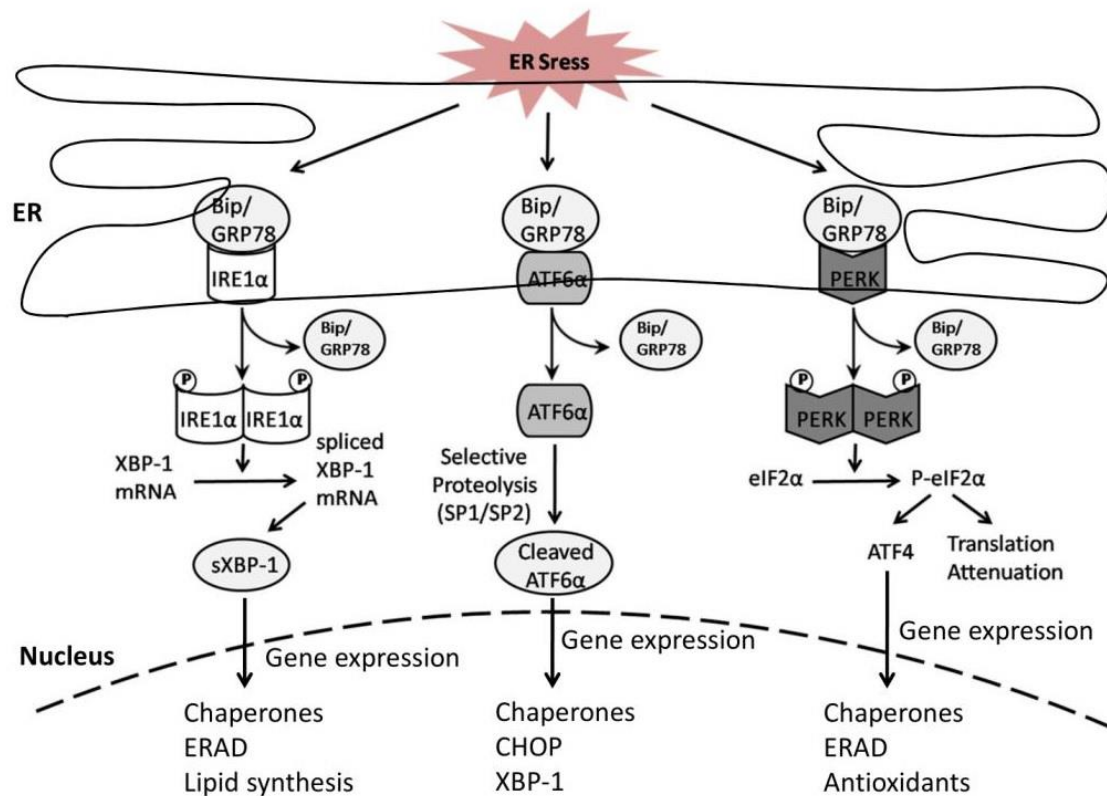 ER Sress
ER
Bip/
GRP78
IRE1α
Bip/
GRP78
ATF6α
Bip/
GRP78
PERK
Bip/
GRP78
Bip/
GRP78
Bip/
GRP78
P
P
IRE1α
IRE1α
ATF6α
P
P
PERK
PERK
XBP-1
mRNA
spliced
XBP-1
mRNA
Selective
Proteolysis
(SP1/SP2)
eIF2α
P-eIF2α
sXBP-1
Cleaved
ATF6α
ATF4
Translation
Attenuation
Nucleus
Gene expression
Gene expression
Gene expression
Chaperones
ERAD
Lipid synthesis
Chaperones
CHOP
XBP-1
Chaperones
ERAD
Antioxidants